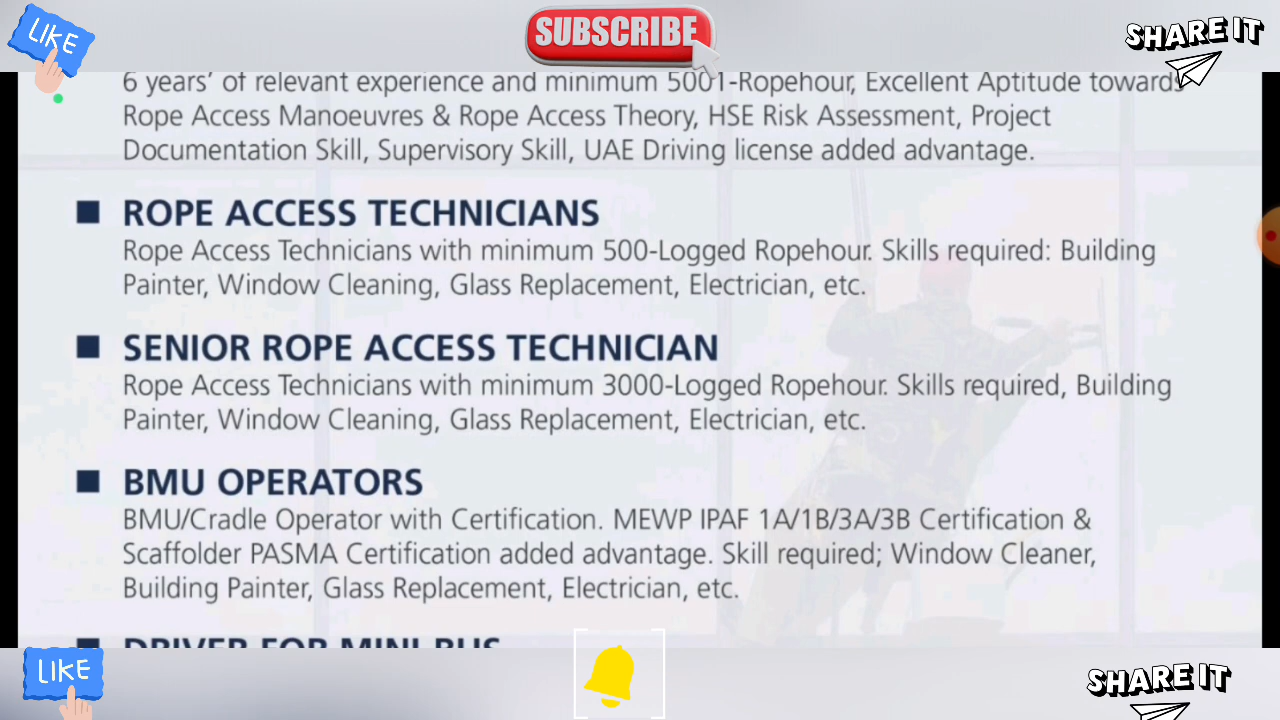 LIKE
SUBSCRIBE
SHARE IT
6 years' of relevant experience and minimum 5001-Ropehour, Excellent Aptitude towards
Rope Access Manoeuvres & Rope Access Theory, HSE Risk Assessment, Project
Documentation Skill, Supervisory Skill, UAE Driving license added advantage.
■ ROPE ACCESS TECHNICIANS
Rope Access Technicians with minimum 500-Logged Ropehour. Skills required: Building
Painter, Window Cleaning, Glass Replacement, Electrician, etc.
■ SENIOR ROPE ACCESS TECHNICIAN
Rope Access Technicians with minimum 3000-Logged Ropehour. Skills required, Building
Painter, Window Cleaning, Glass Replacement, Electrician, etc.
■ BMU OPERATORS
BMU/Cradle Operator with Certification. MEWP IPAF 1A/1B/3A/3B Certification &
Scaffolder PASMA Certification added advantage. Skill required; Window Cleaner,
Building Painter, Glass Replacement, Electrician, etc.
■ DRIVER FOR MINI BUS
LIKE
SHARE IT